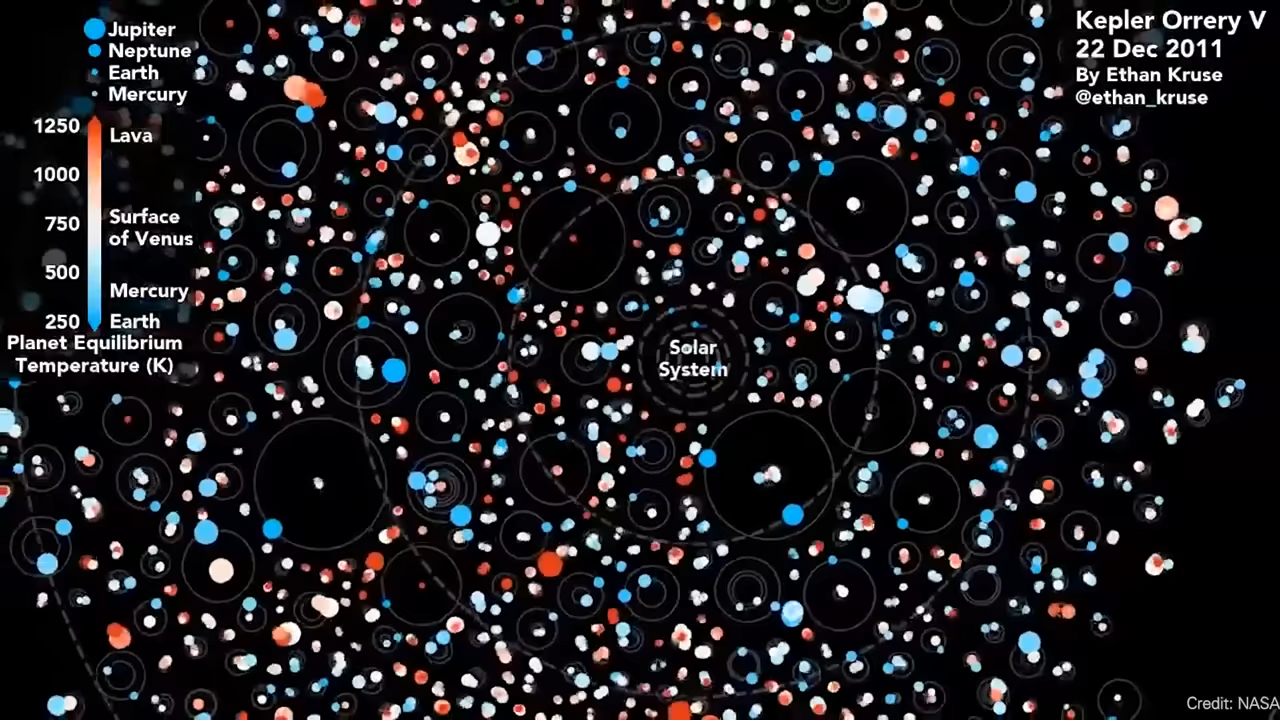 Jupiter
Neptune
Earth
Mercury
1250
Lava
1000
Surface
750
of Venus
500
Mercury
250
Earth
Planet Equilibrium
Temperature (K)
Solar
System
Kepler Orrery V
22 Dec 2011
By Ethan Kruse
@ethan_kruse
Credit: NASA